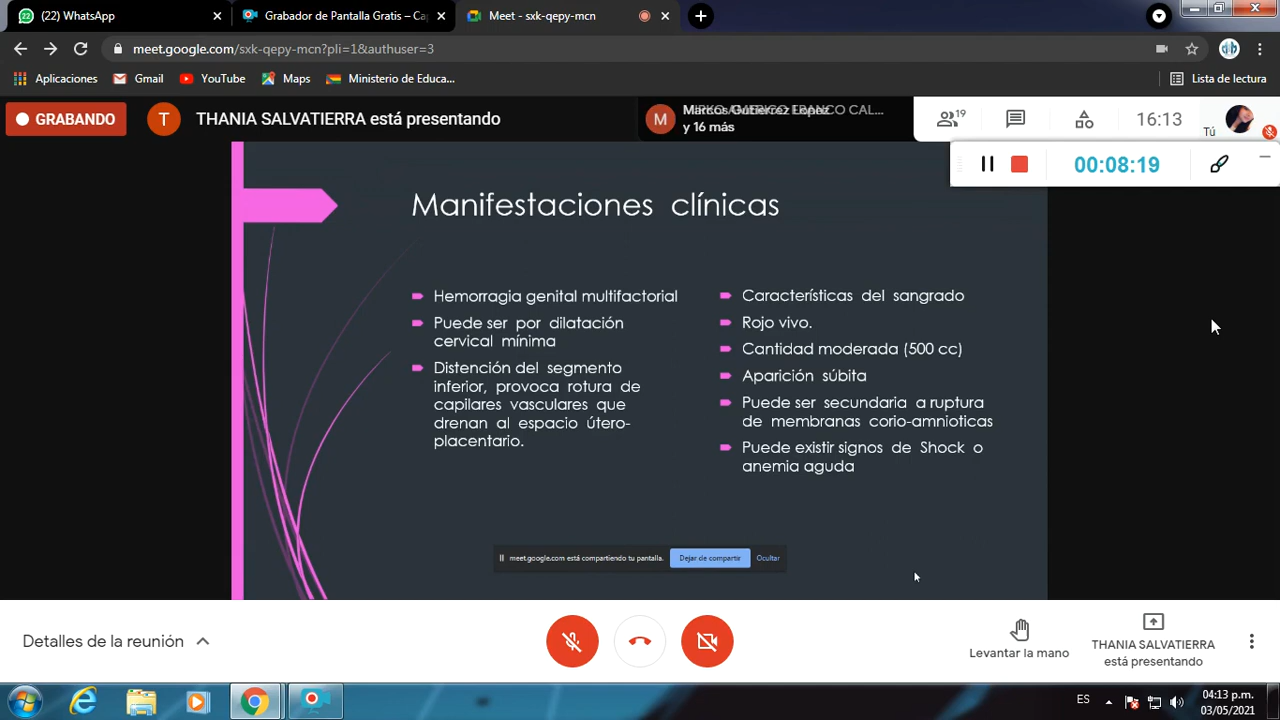 (22) WhatsApp
Grabador de Pantalla Gratis – Ca
Meet - sxk-qepy-mcn
meet.google.com/sxk-qepy-mcn?pli=1&authuser=3
Aplicaciones
Gmail
YouTube
Maps
Ministerio de Educa...
Lista de lectura
GRABANDO
T
THANIA SALVATIERRA está presentando
M
y 16 más
19
16:13
Tú
00:08:19
Manifestaciones clínicas
Hemorragia genital multifactorial
Puede ser por dilatación
cervical mínima
Distención del segmento
inferior, provoca rotura de
capilares vasculares que
drenan al espacio útero-
placentario.
Características del sangrado
Rojo vivo.
Cantidad moderada (500 cc)
Aparición súbita
Puede ser secundaria a ruptura
de membranas corio-amnioticas
Puede existir signos de Shock o
anemia aguda
meet.google.com está compartiendo tu pantalla.
Dejar de compartir
Ocultar
Detalles de la reunión
Levantar la mano
THANIA SALVATIERRA
está presentando
ES
04:13 p.m.
03/05/2021